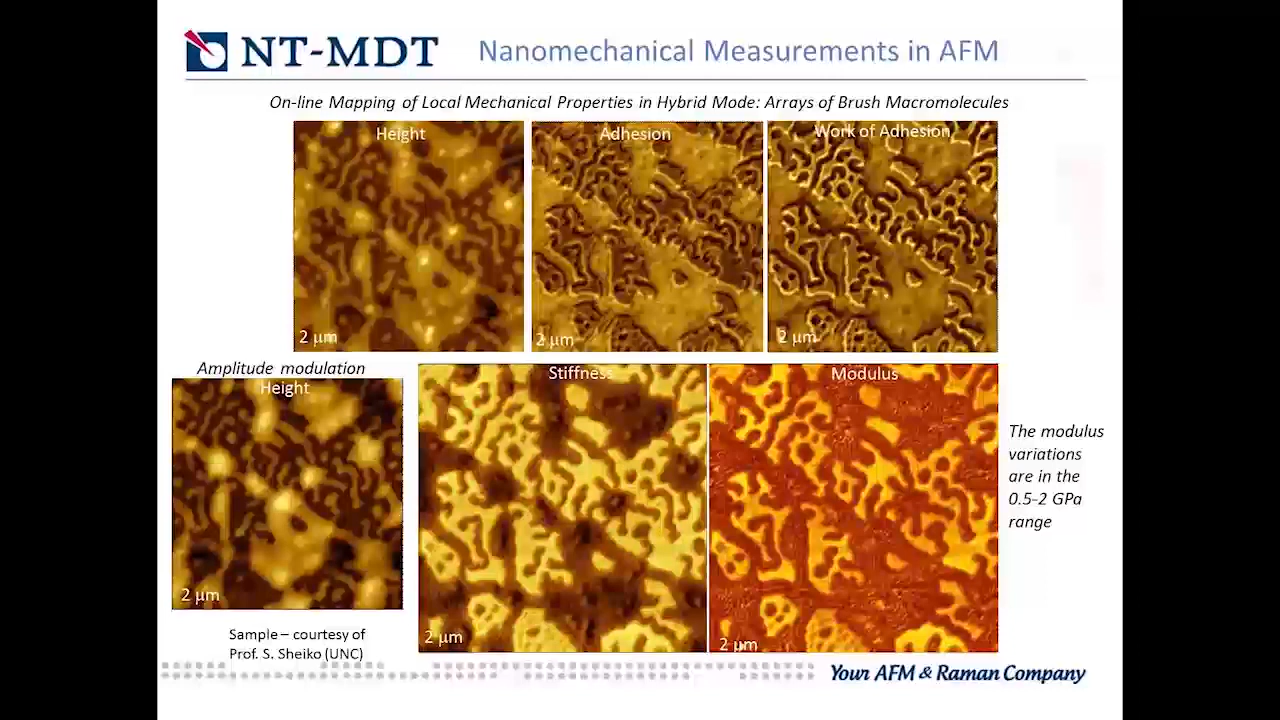 NT-MDT
Nanomechanical Measurements in AFM
On-line Mapping of Local Mechanical Properties in Hybrid Mode: Arrays of Brush Macromolecules
Height
Adhesion
Work of Adhesion
2 μm
2 μm
2 μm
Amplitude modulation
Height
Stiffness
Modulus
The modulus
variations
are in the
0.5-2 GPa
range
2 μm
2 μm
2 μm
Sample – courtesy of
Prof. S. Sheiko (UNC)
Your AFM & Raman Company